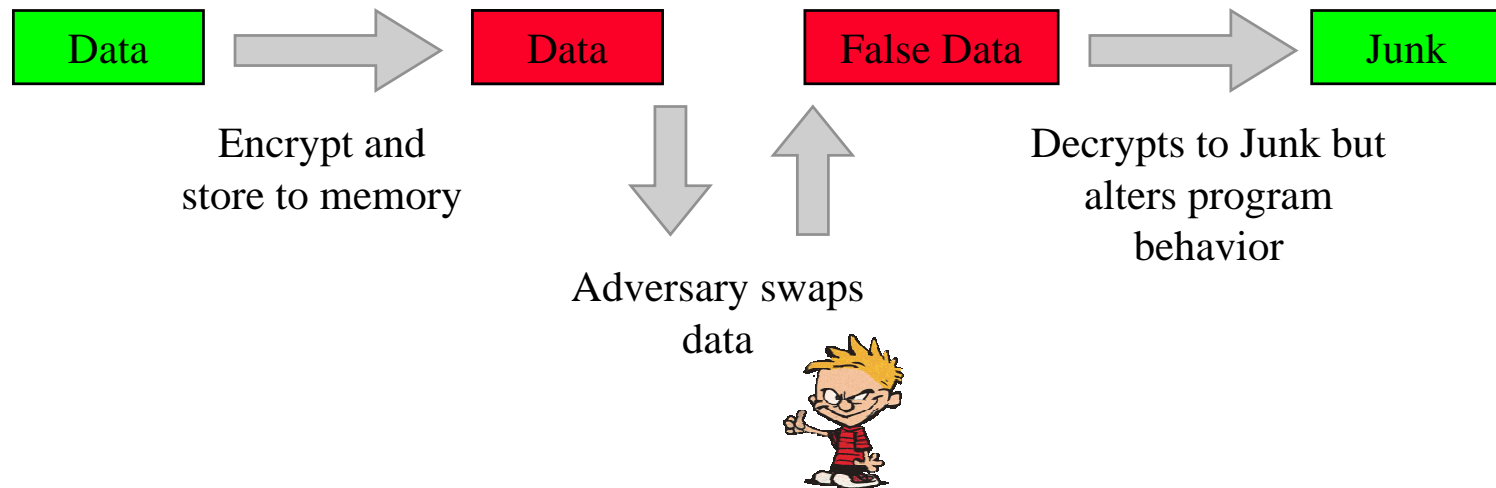 Data
Data
False Data
Junk
Encrypt and
store to memory
Decrypts to Junk but
alters program
behavior
Adversary swaps
data